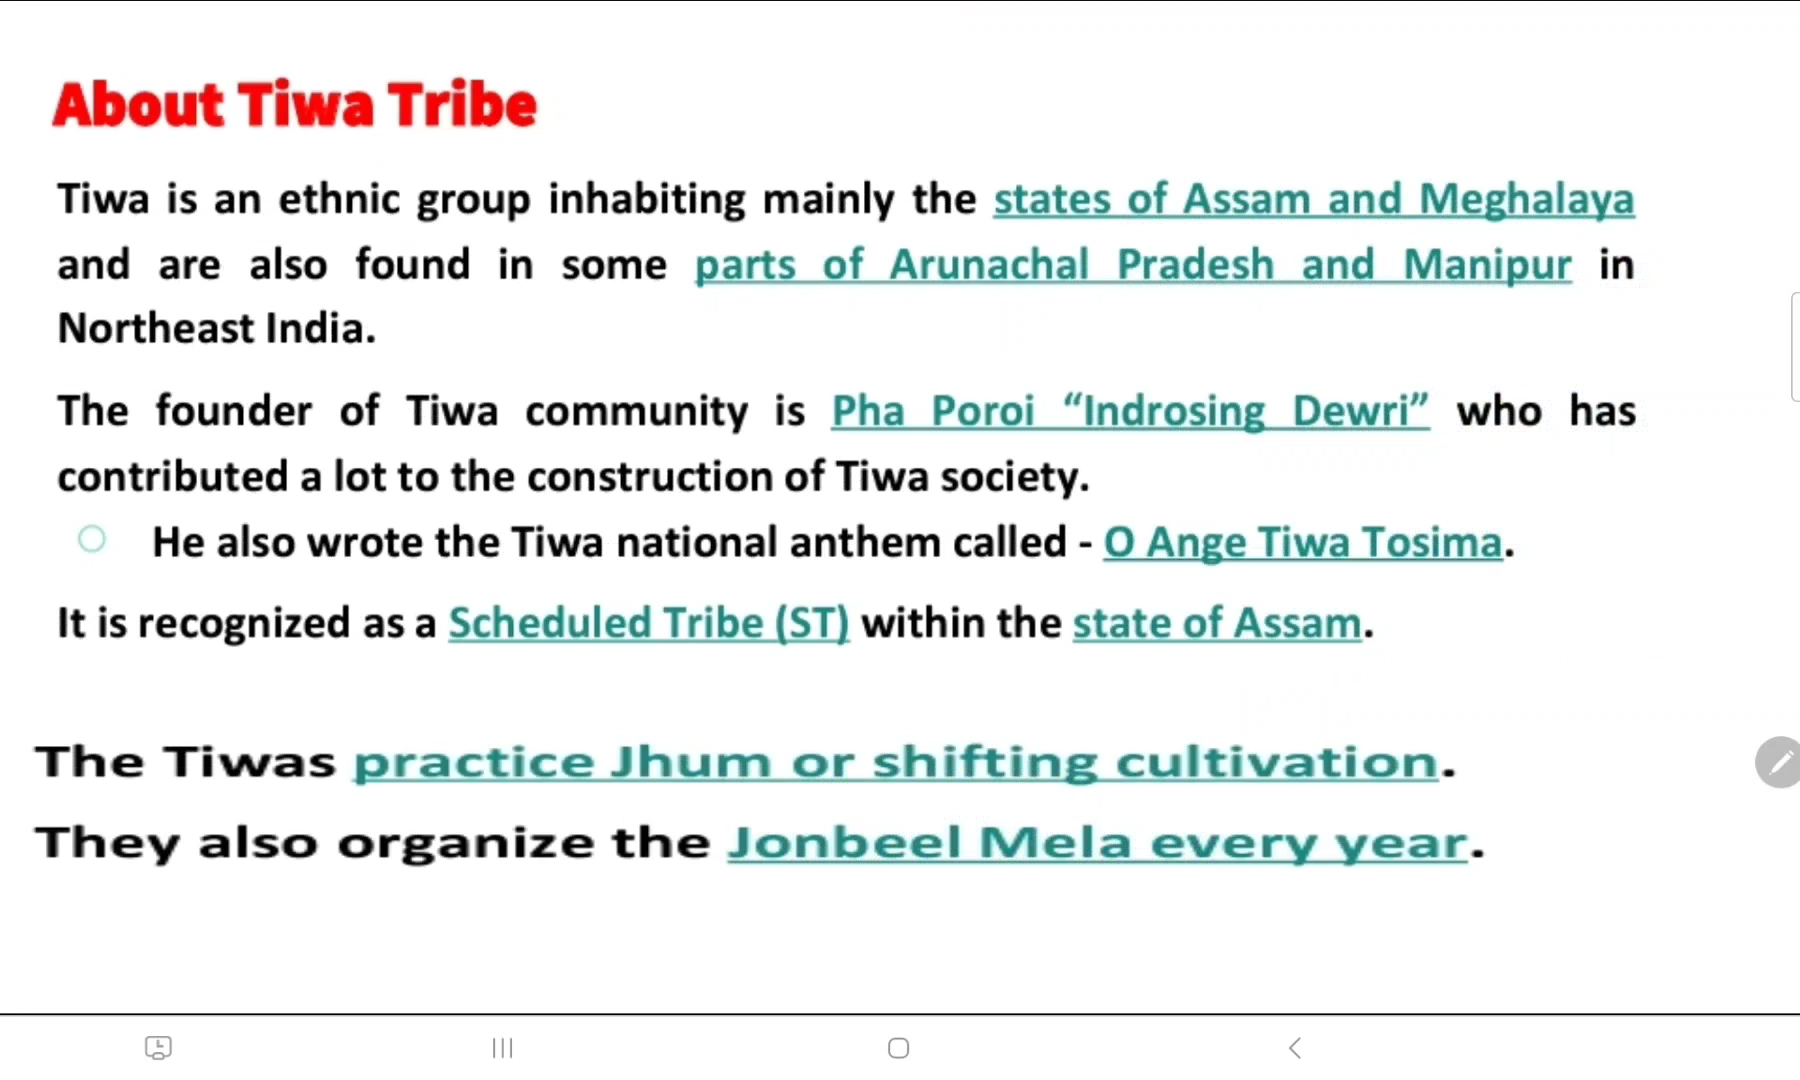 About Tiwa Tribe
Tiwa is an ethnic group inhabiting mainly the states of Assam and Meghalaya
and are also found in some parts of Arunachal Pradesh and Manipur in
Northeast India.
The founder of Tiwa community is Pha Poroi “Indrosing Dewri” who has
contributed a lot to the construction of Tiwa society.
He also wrote the Tiwa national anthem called - O Ange Tiwa Tosima.
It is recognized as a Scheduled Tribe (ST) within the state of Assam.
The Tiwas practice Jhum or shifting cultivation.
They also organize the Jonbeel Mela every year.